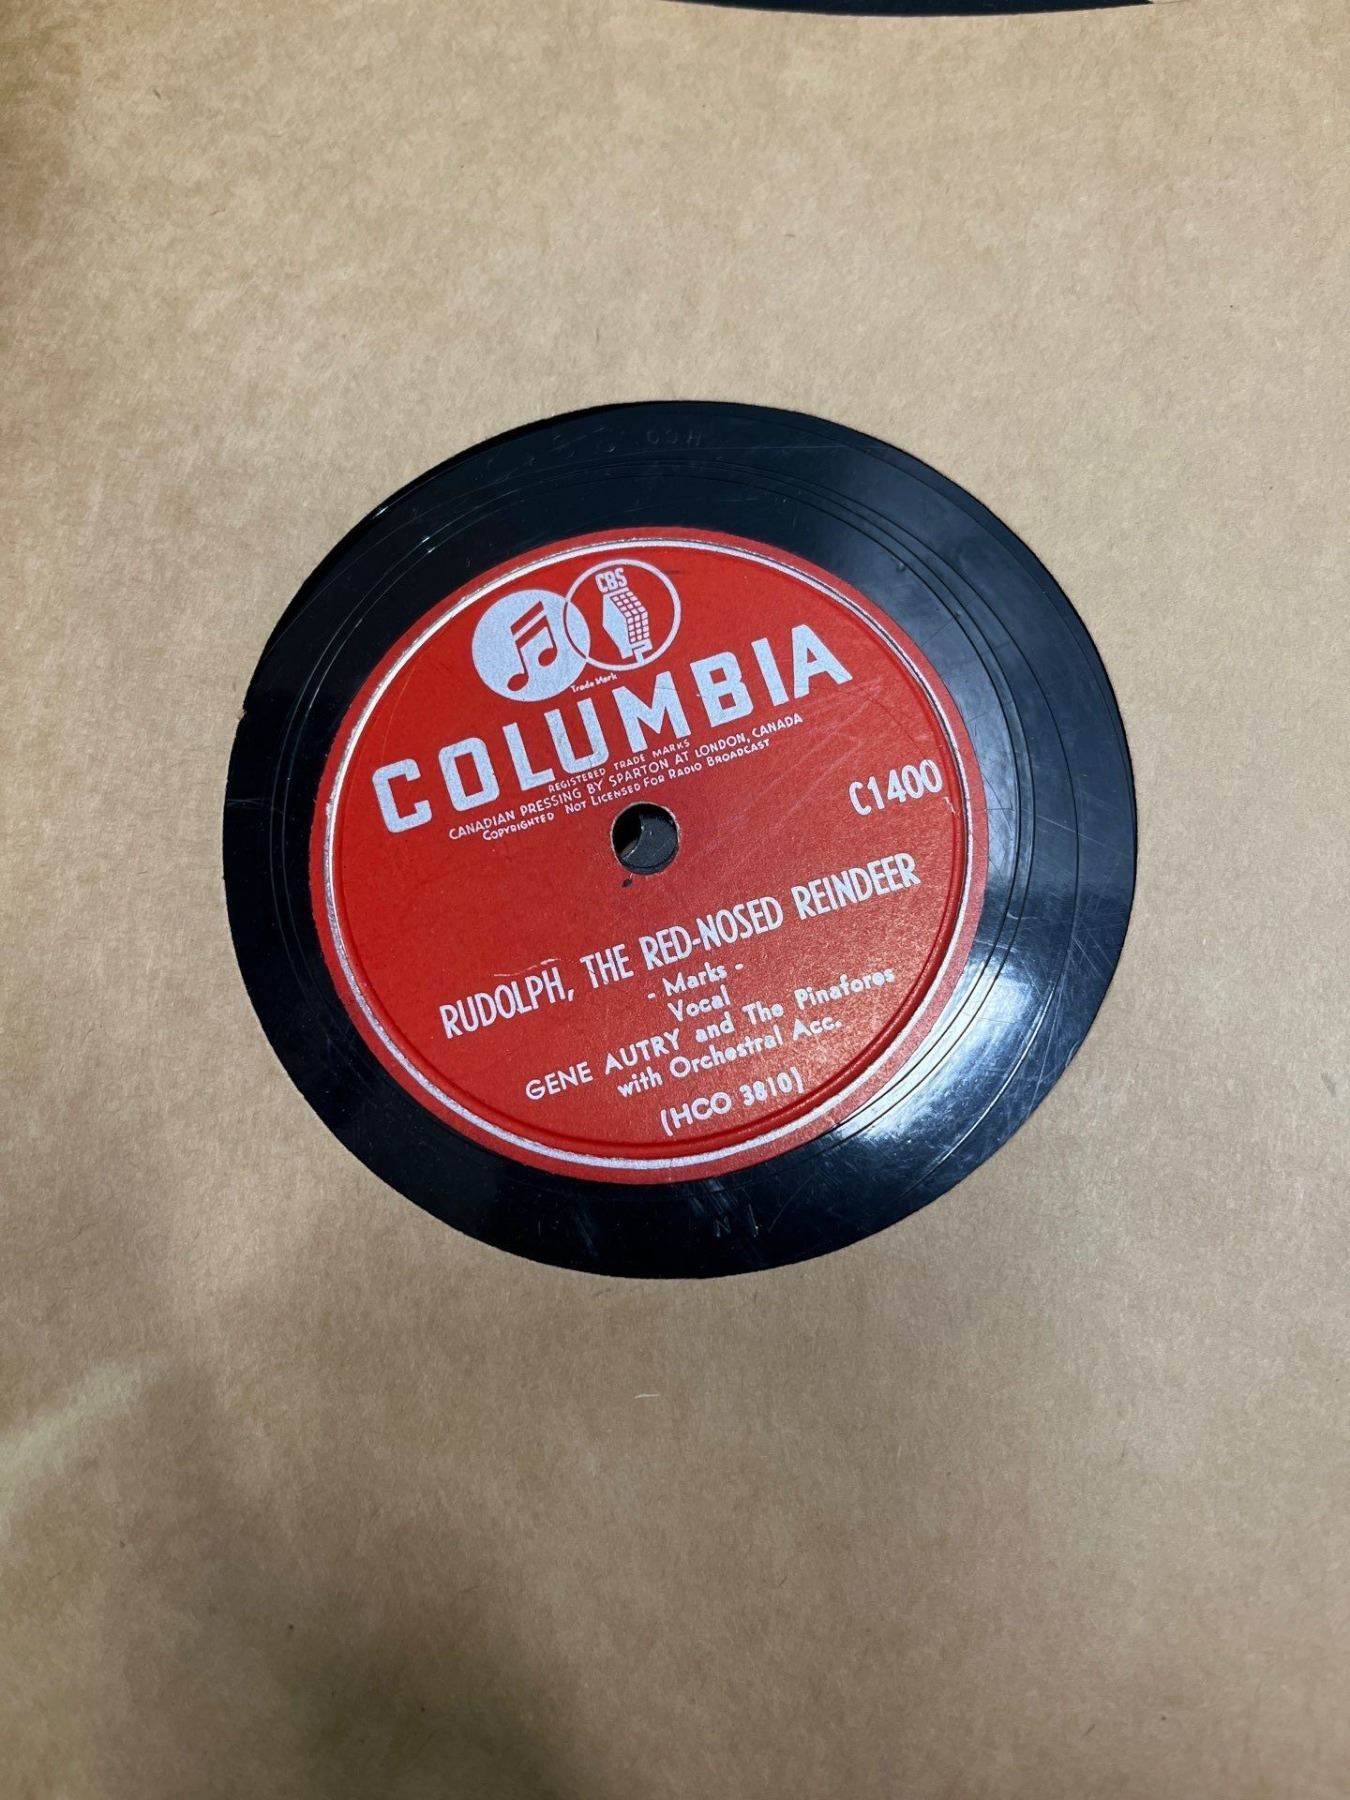 CBS
Trade Mark
COLUMBIA
REGISTERED TRADE MARKS
CANADIAN PRESSING BY SPARTON AT LONDON, CANADA
COPYRIGHTED NOT LICENSED FOR RADIO BROADCAST
C1400
RUDOLPH, THE RED-NOSED REINDEER
- Marks -
Vocal
GENE AUTRY and The Pinafores
with Orchestral Acc.
(HCO 3810)